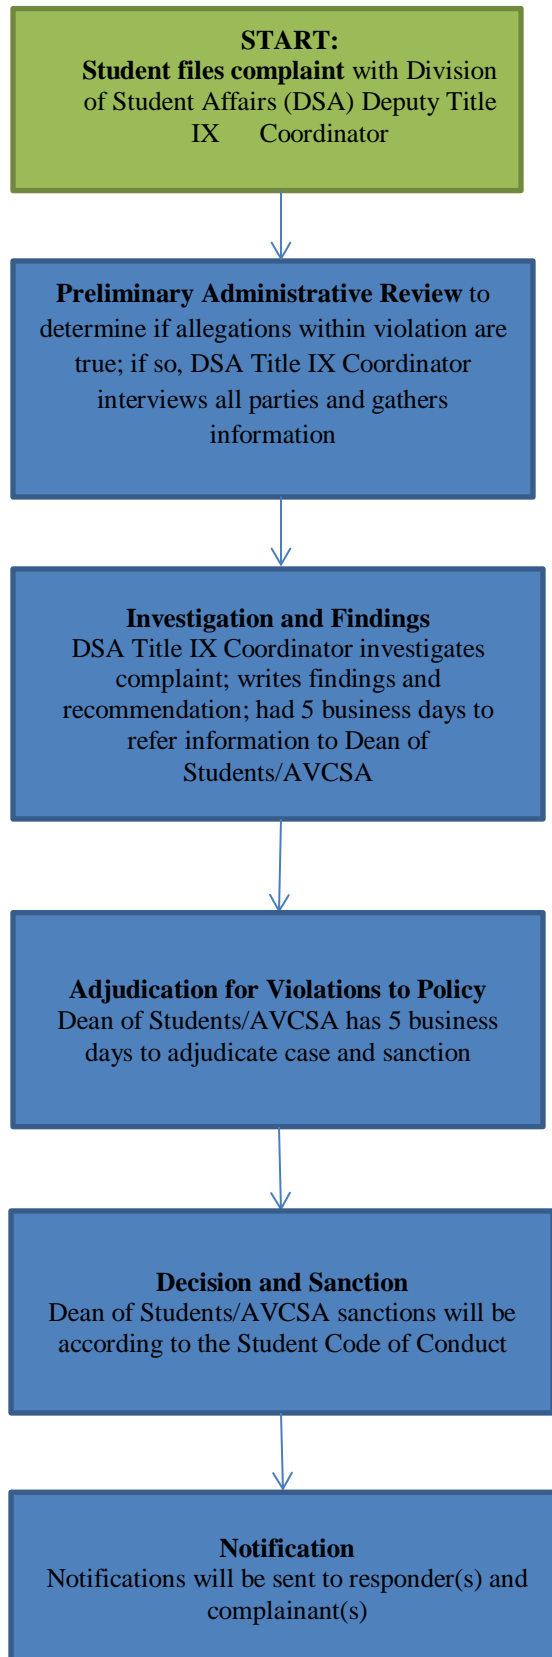 START:
Student files complaint with Division
of Student Affairs (DSA) Deputy Title
IX Coordinator
Preliminary Administrative Review to
determine if allegations within violation are
true; if so, DSA Title IX Coordinator
interviews all parties and gathers
information
Investigation and Findings
DSA Title IX Coordinator investigates
complaint; writes findings and
recommendation; had 5 business days to
refer information to Dean of
Students/AVCSA
Adjudication for Violations to Policy
Dean of Students/AVCSA has 5 business
days to adjudicate case and sanction
Decision and Sanction
Dean of Students/AVCSA sanctions will be
according to the Student Code of Conduct
Notification
Notifications will be sent to responder(s) and
complainant(s)